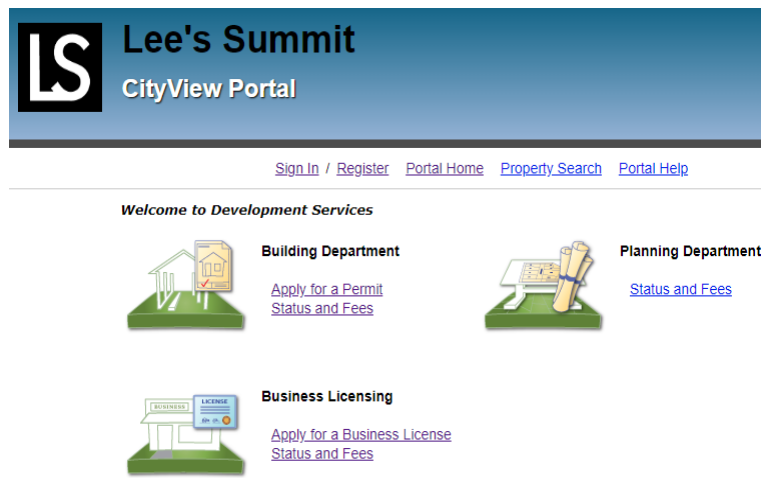 LS
Lee's Summit
CityView Portal
Sign In / Register Portal Home Property Search Portal Help
Welcome to Development Services
Building Department
Apply for a Permit
Status and Fees
Planning Department
Status and Fees
BUSINESS
LICENSE
Business Licensing
Apply for a Business License
Status and Fees